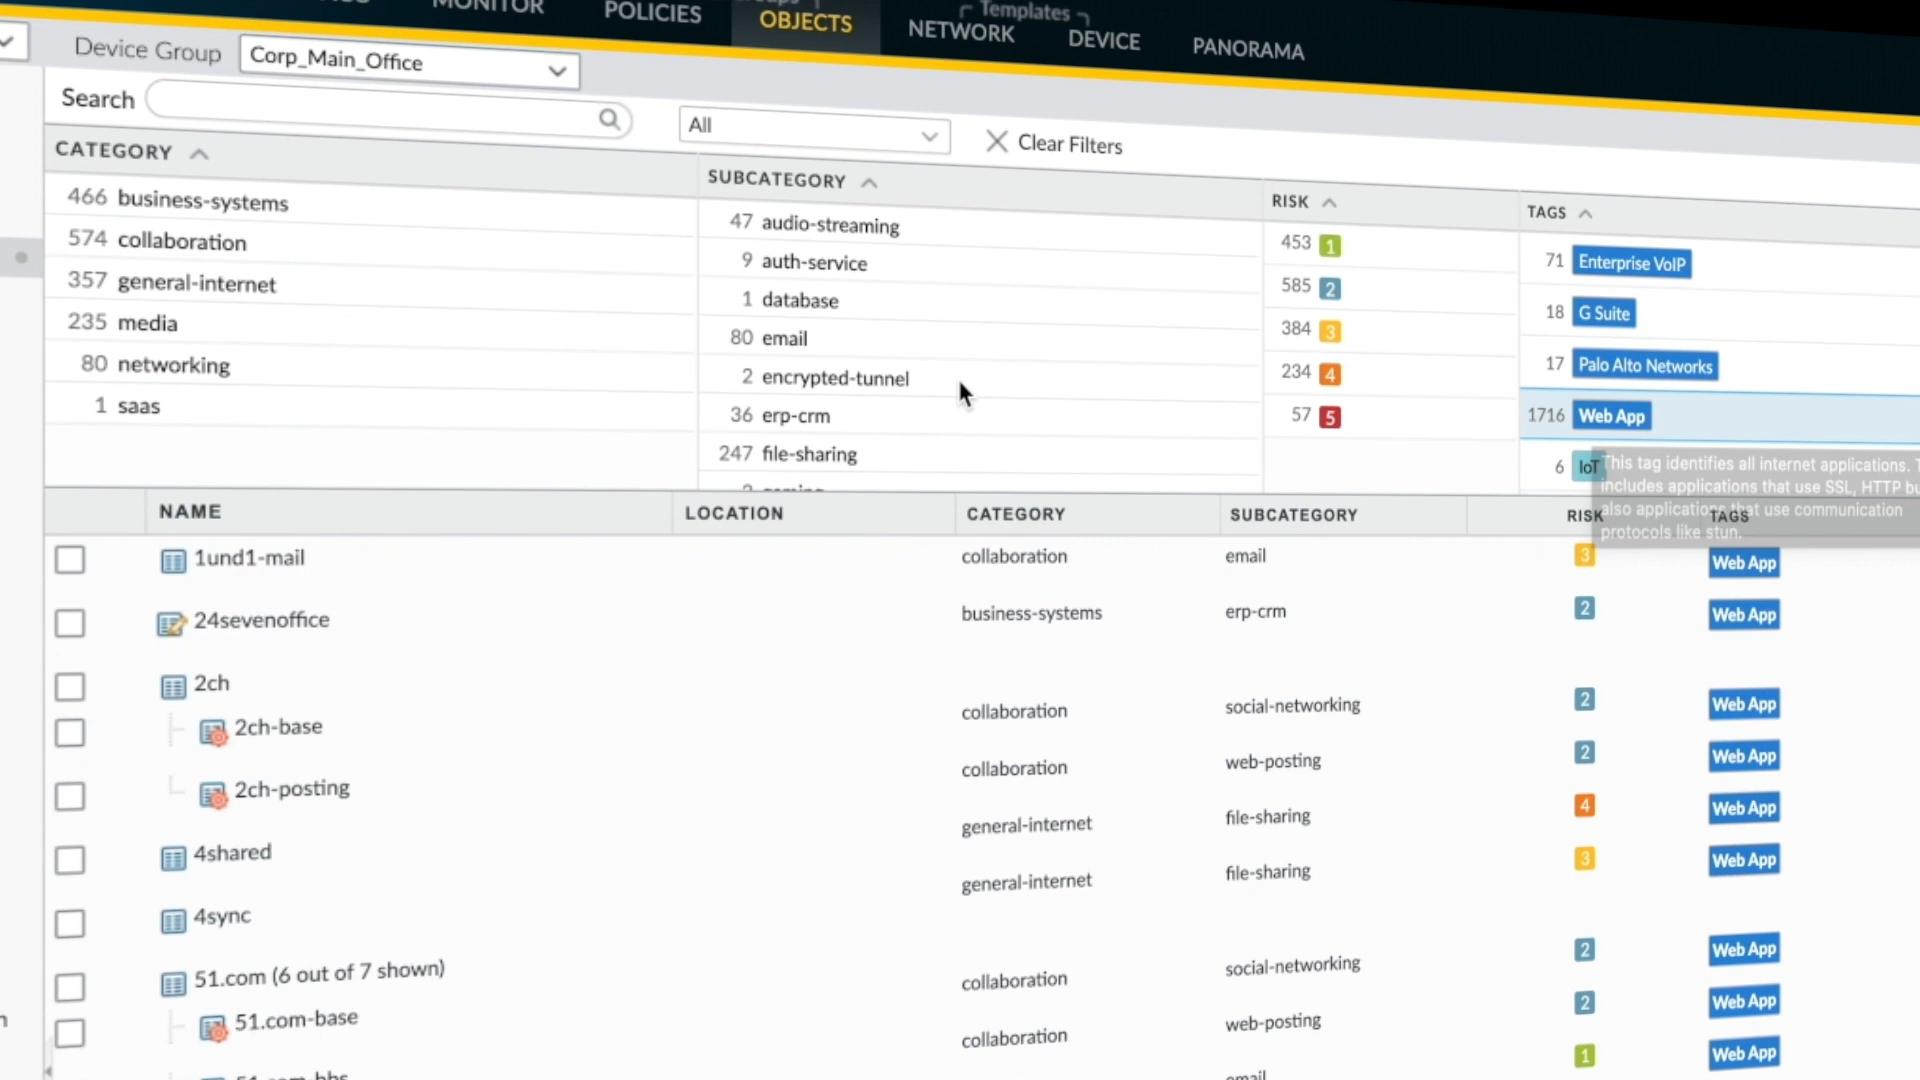 MONITOR
POLICIES
OBJECTS
Templates
NETWORK
DEVICE
PANORAMA
Device Group
Corp_Main_Office
Search
All
Clear Filters
CATEGORY
466 business-systems
574 collaboration
357 general-internet
235 media
80 networking
1 saas
SUBCATEGORY
47 audio-streaming
9 auth-service
1 database
80 email
2 encrypted-tunnel
36 erp-crm
247 file-sharing
RISK
453 1
585 2
384 3
234 4
57 5
TAGS
71 Enterprise VoIP
18 G Suite
17 Palo Alto Networks
1716 Web App
6 IoT
This tag identifies all internet applications.
includes applications that use SSL, HTTP
also applications that use communication
protocols like stun.
NAME LOCATION CATEGORY SUBCATEGORY RISK TAGS
1und1-mail collaboration email 3 Web App
24sevenoffice business-systems erp-crm 2 Web App
2ch
2ch-base collaboration social-networking 2 Web App
2ch-posting collaboration web-posting 2 Web App
4shared general-internet file-sharing 4 Web App
4sync general-internet file-sharing 3 Web App
51.com (6 out of 7 shown)
51.com-base collaboration social-networking 2 Web App
collaboration web-posting 2 Web App
1 Web App